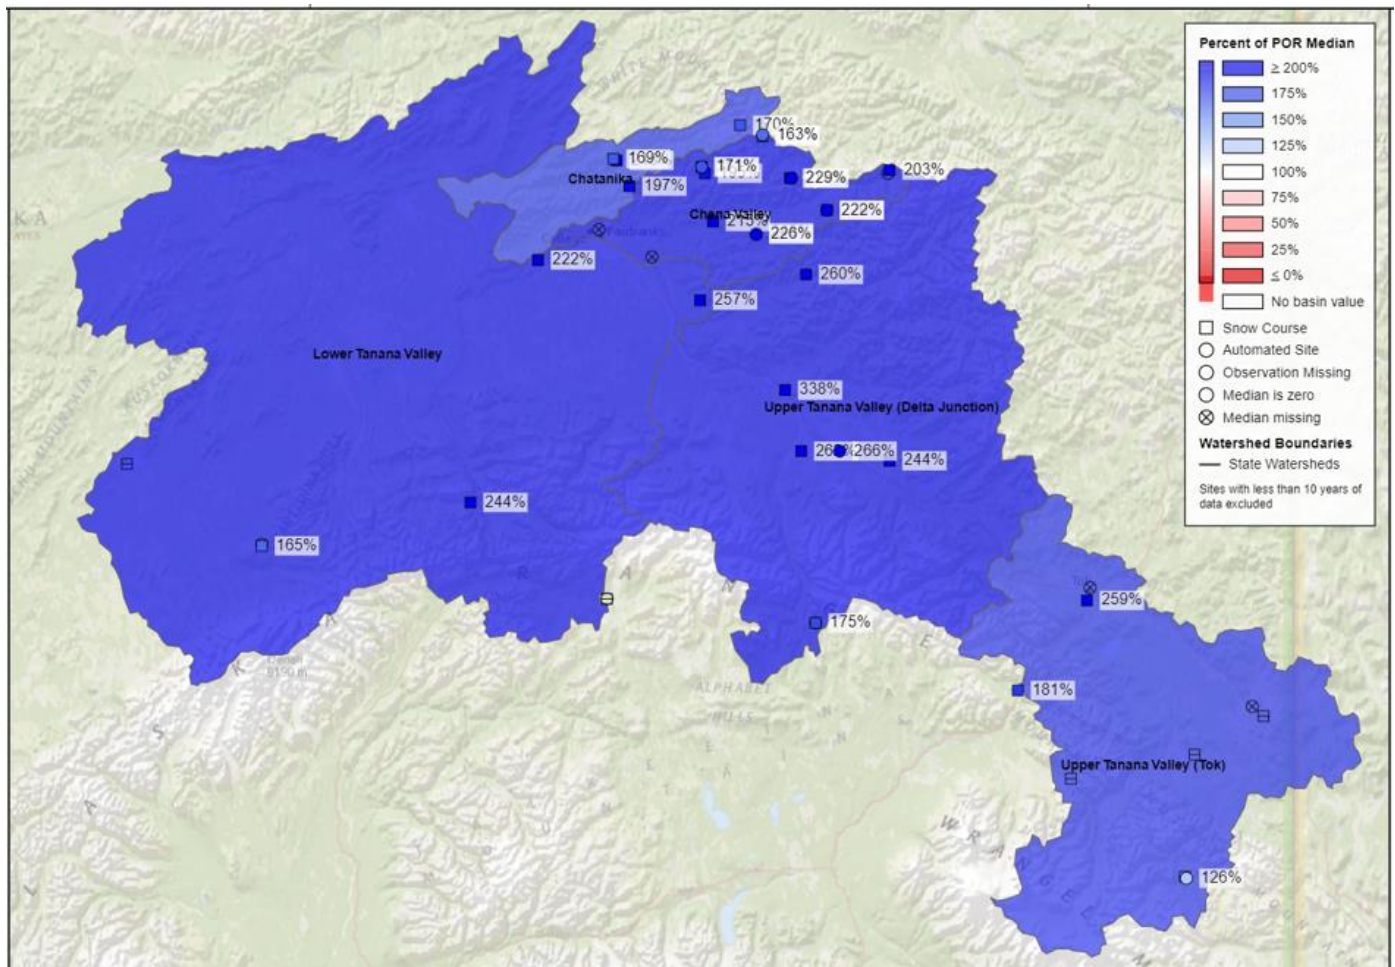 Percent of POR Median
≥ 200%
175%
150%
125%
100%
75%
50%
25%
≤ 0%
No basin value
Snow Course
Automated Site
Observation Missing
Median is zero
Median missing
Watershed Boundaries
State Watersheds
Sites with less than 10 years of
data excluded
170%
163%
169%
171%
203%
Chatanika
197%
229%
Chena Valley
222%
215%
226%
222%
260%
257%
Lower Tanana Valley
338%
Upper Tanana Valley (Delta Junction)
266%
244%
244%
165%
259%
175%
181%
ALPHABET
HILLS
Upper Tanana Valley (Tok)
126%